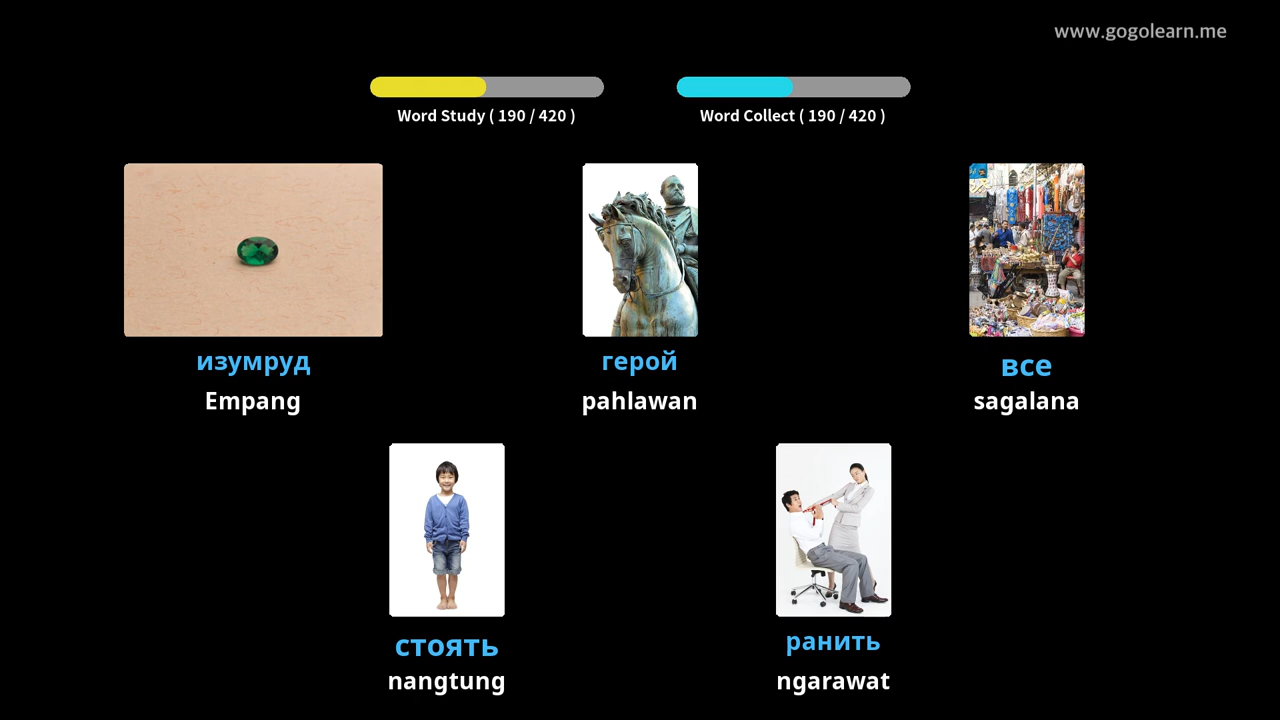 www.gogolearn.me
Word Study ( 190 / 420 )
Word Collect ( 190 / 420 )
изумруд
Empang
герой
pahlawan
все
sagalana
стоять
nangtung
ранить
ngarawat